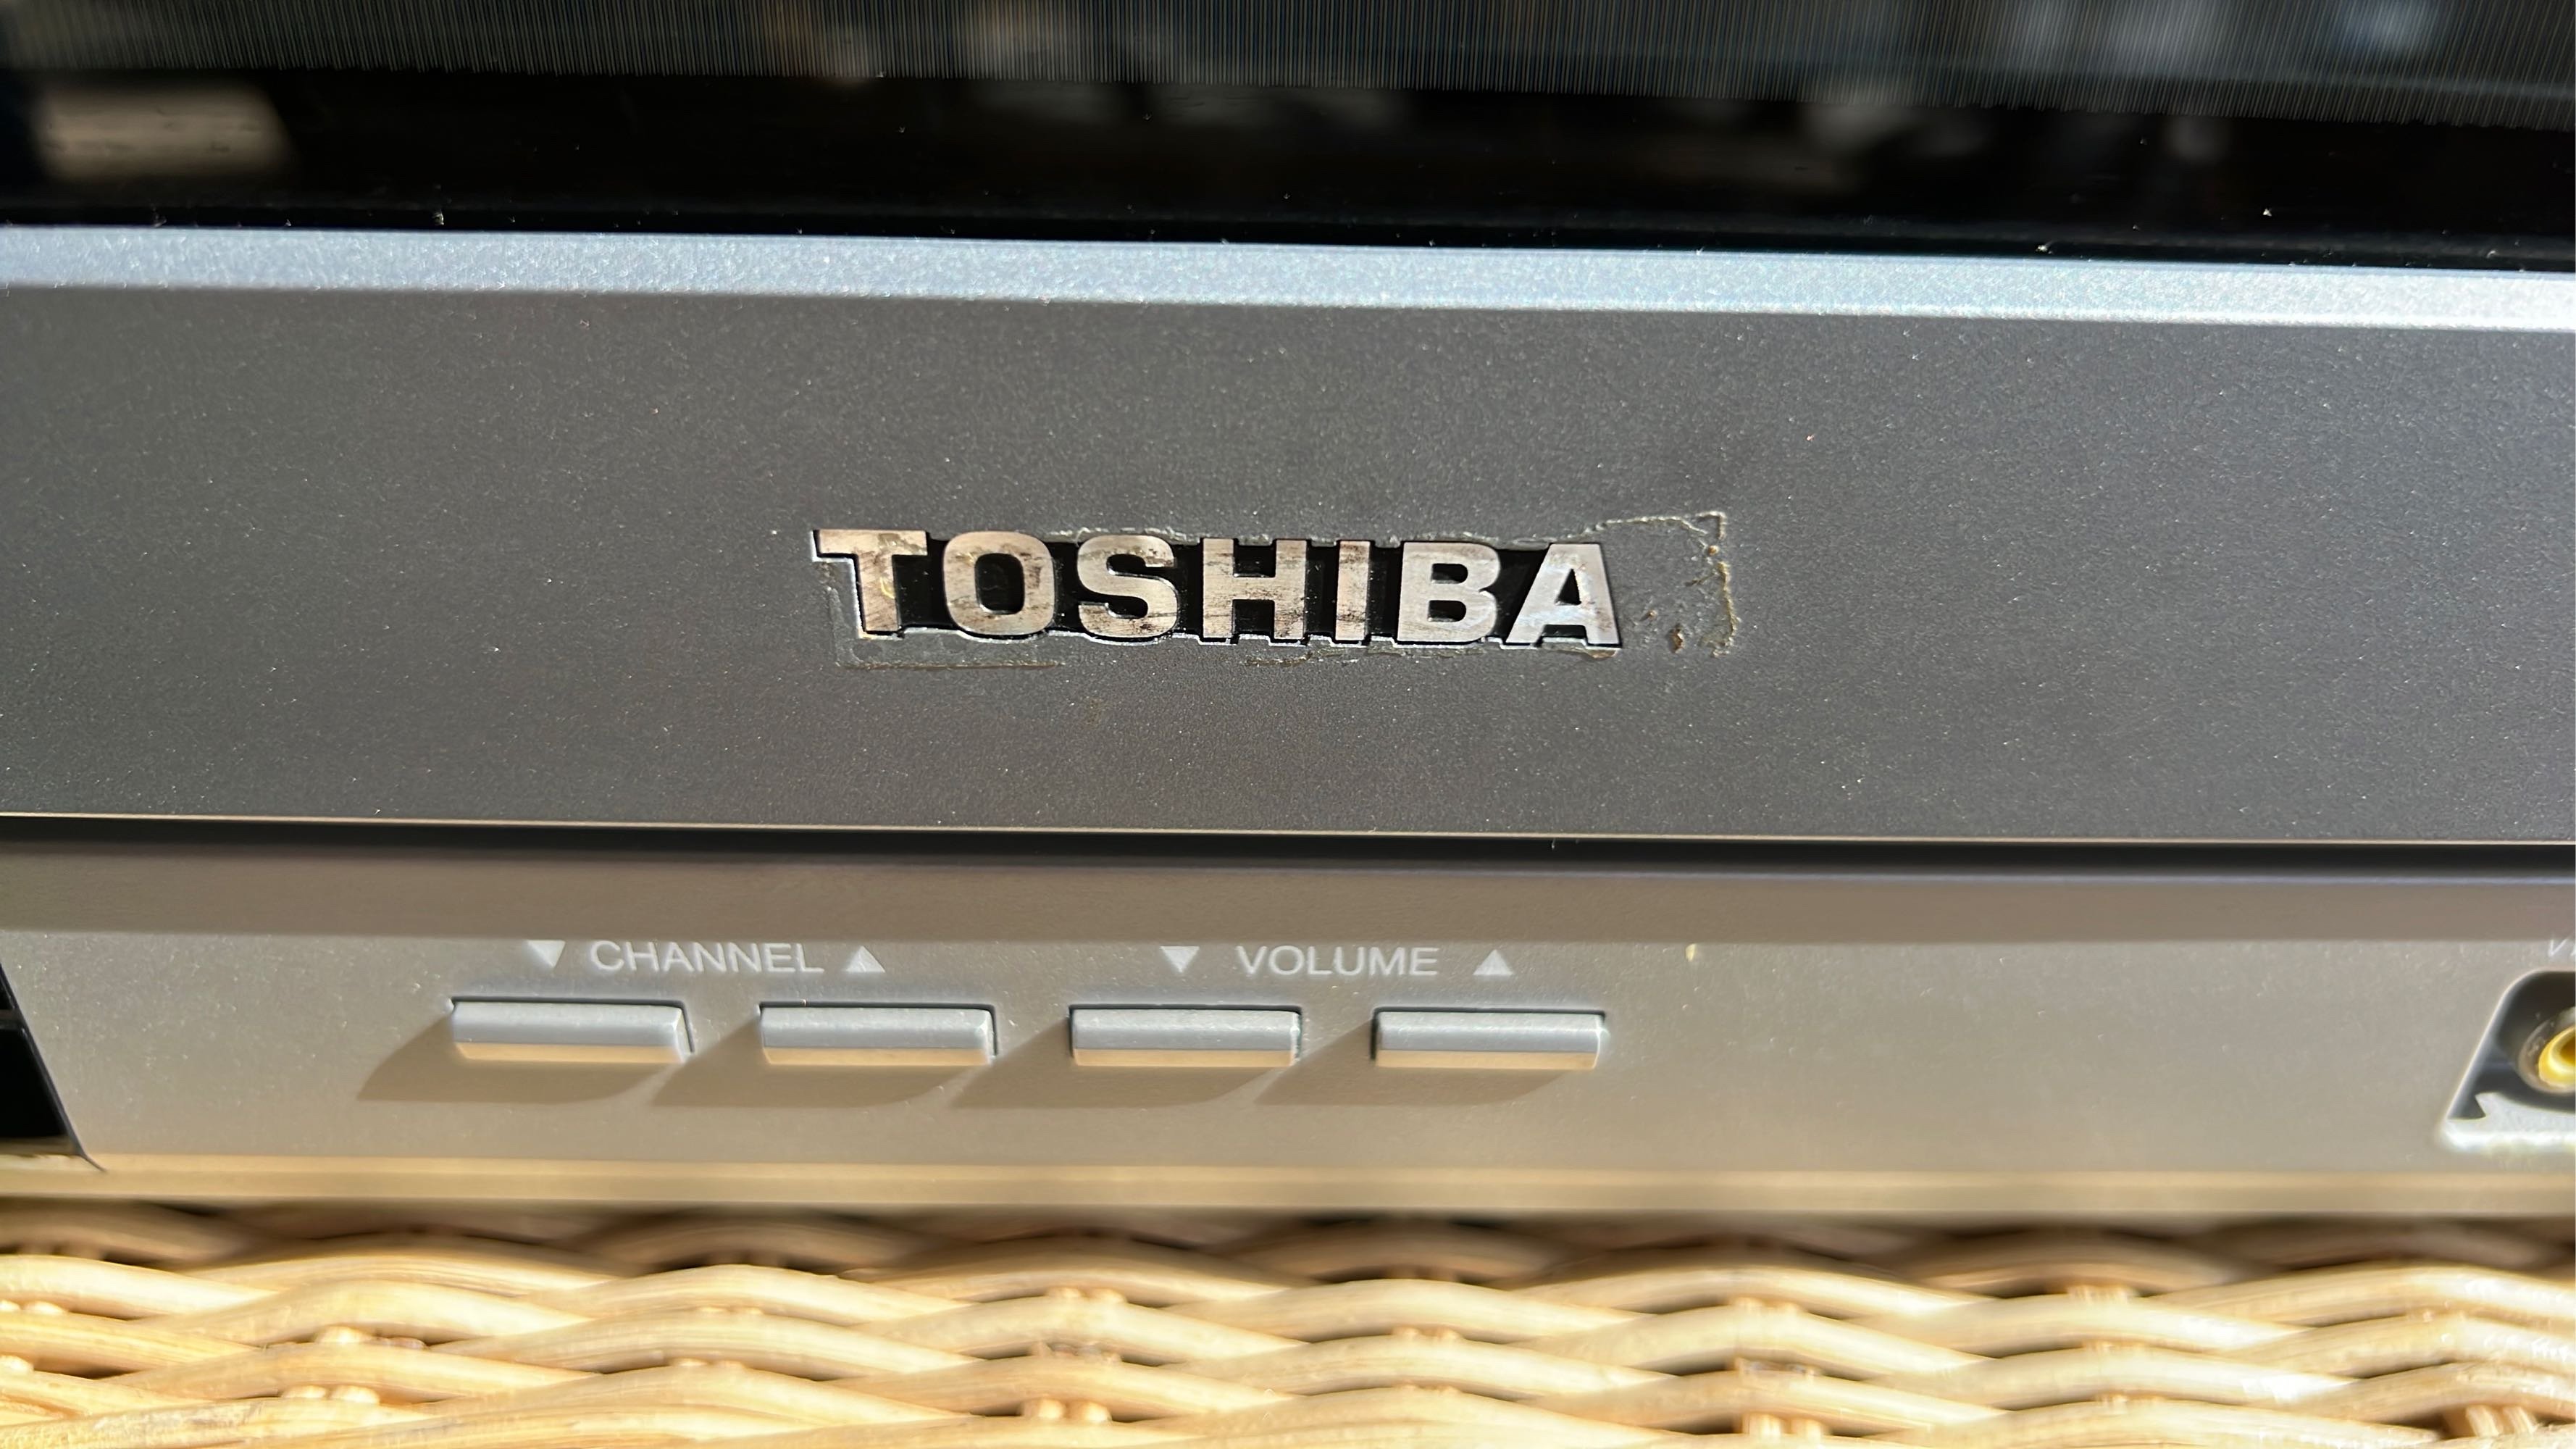 TOSHIBA
▼ CHANNEL ▲ ▼ VOLUME ▲